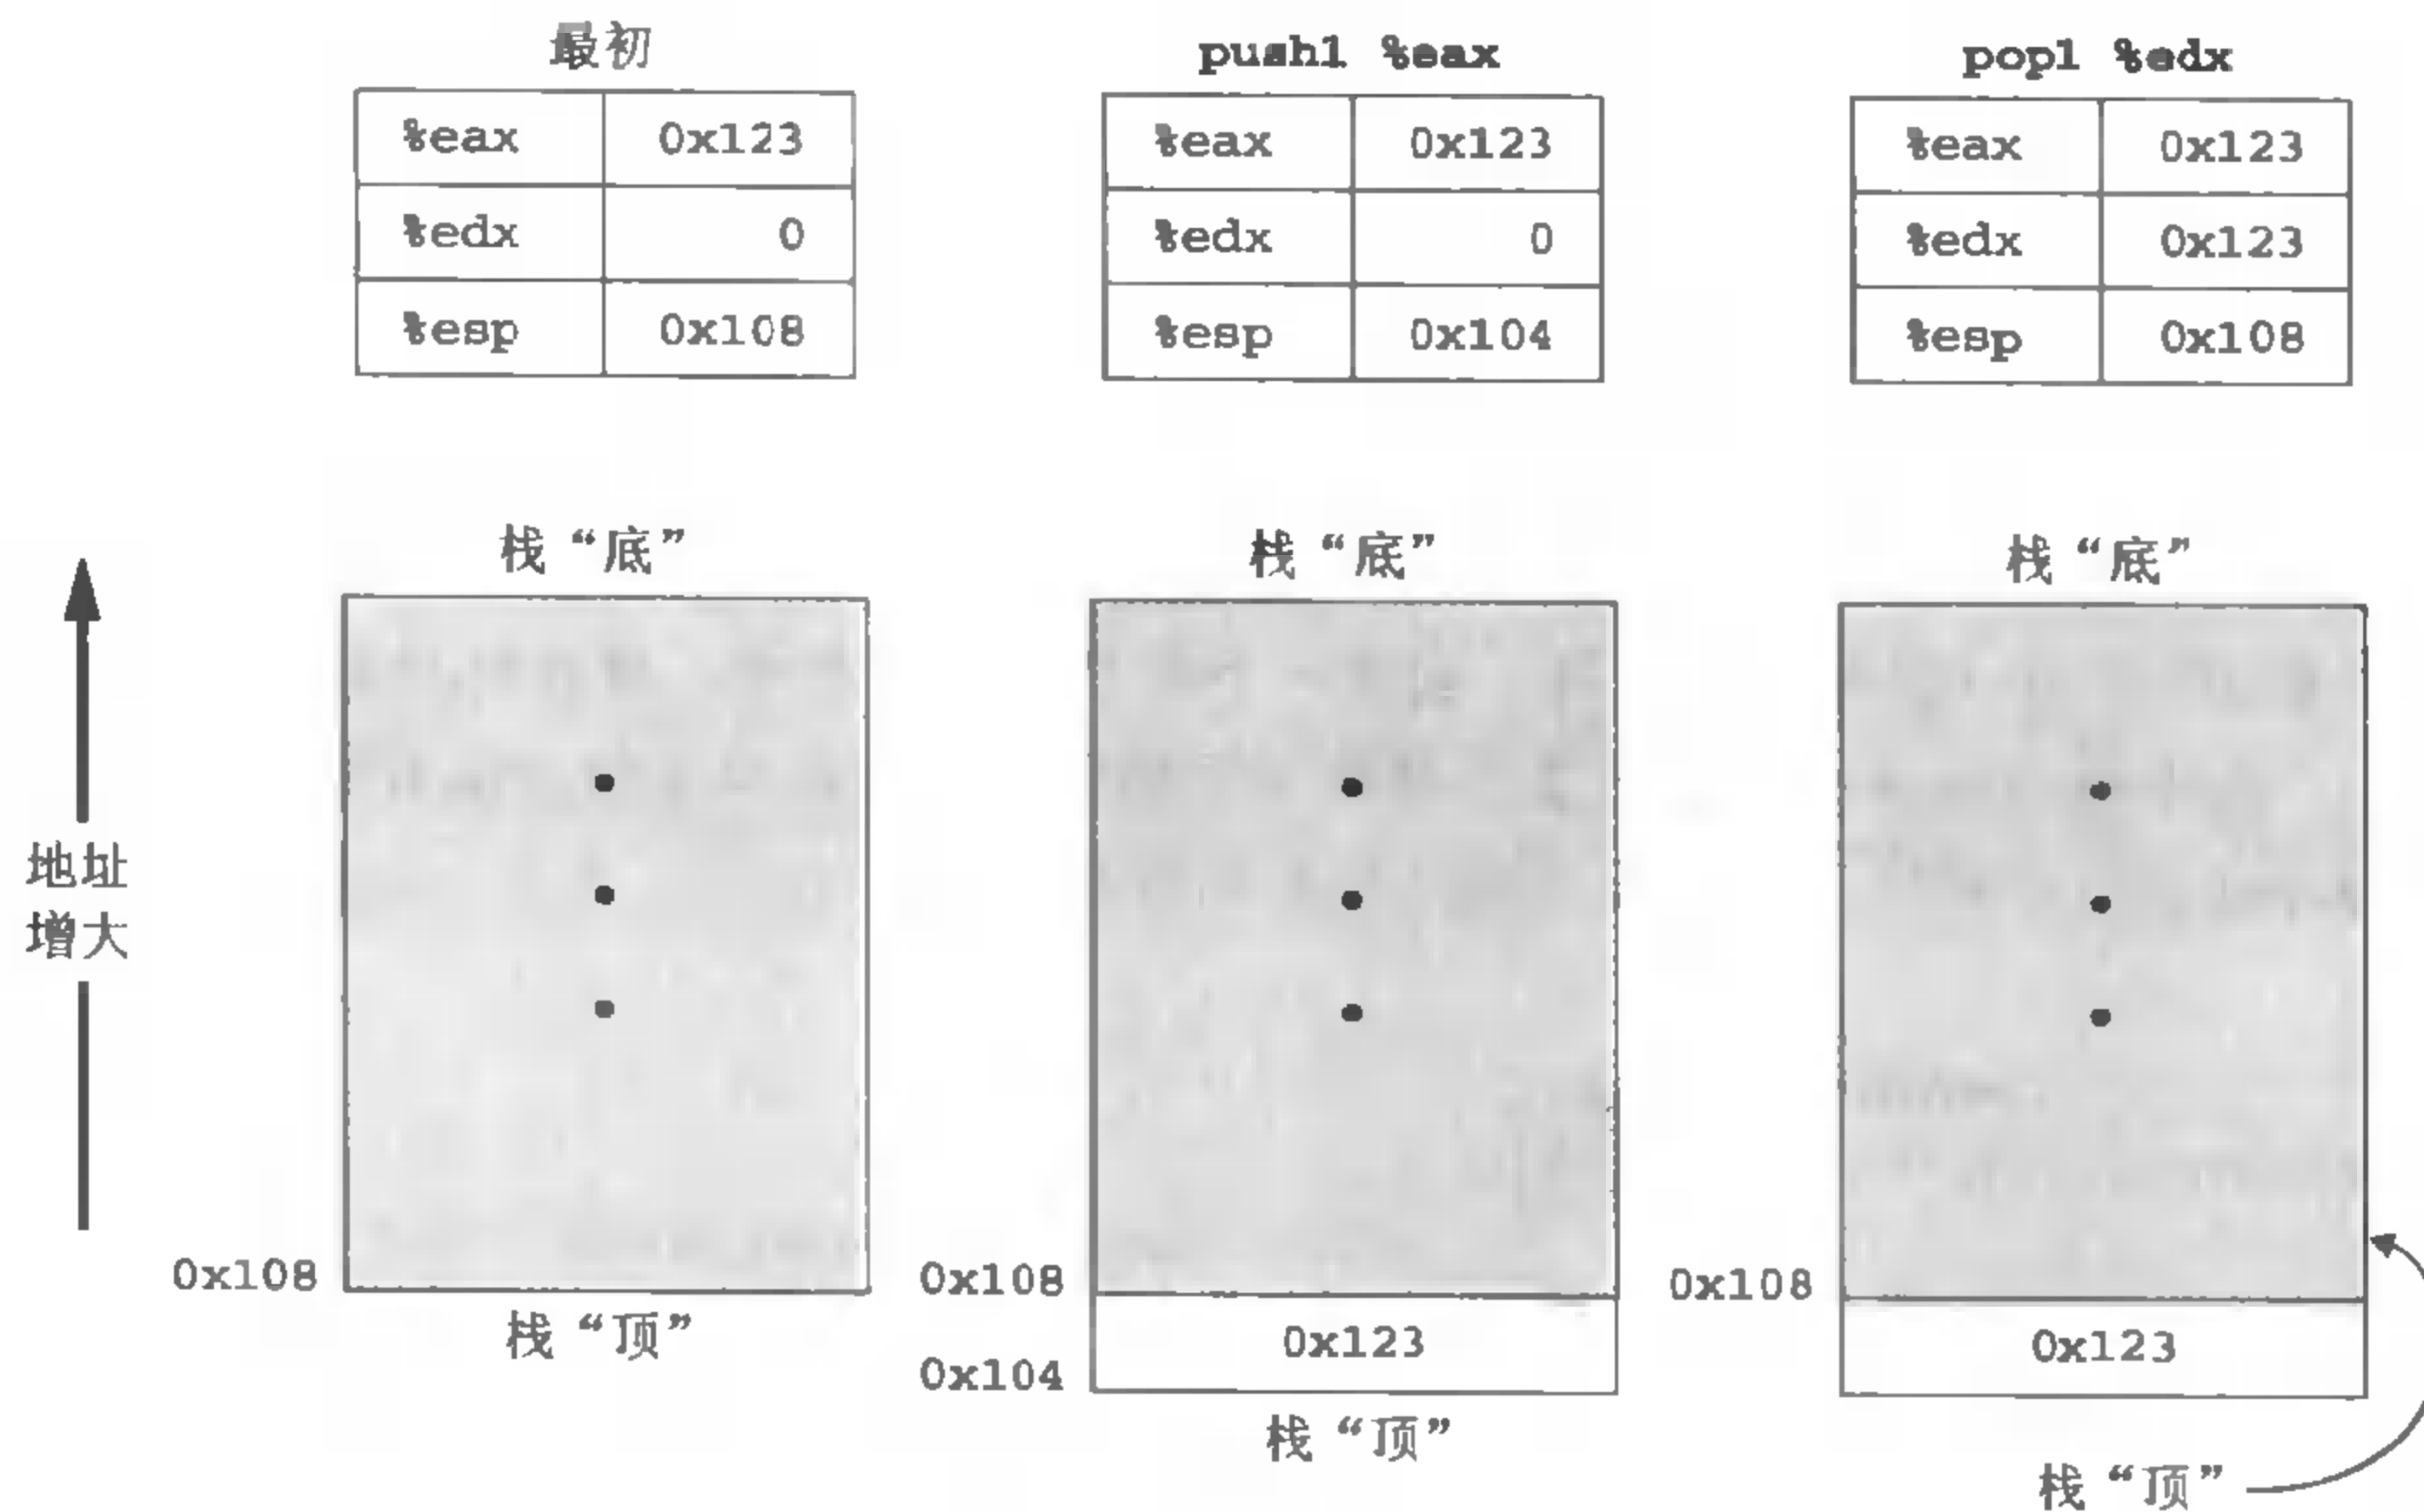 最初
%eax 0x123
%edx 0
%esp 0x108
pushl %eax
%eax 0x123
%edx 0
%esp 0x104
popl %edx
%eax 0x123
%edx 0x123
%esp 0x108
地址
增大
栈“底”
0x108
栈“顶”
栈“底”
0x108
0x123
0x104
栈“顶”
栈“底”
0x108
0x123
栈“顶”